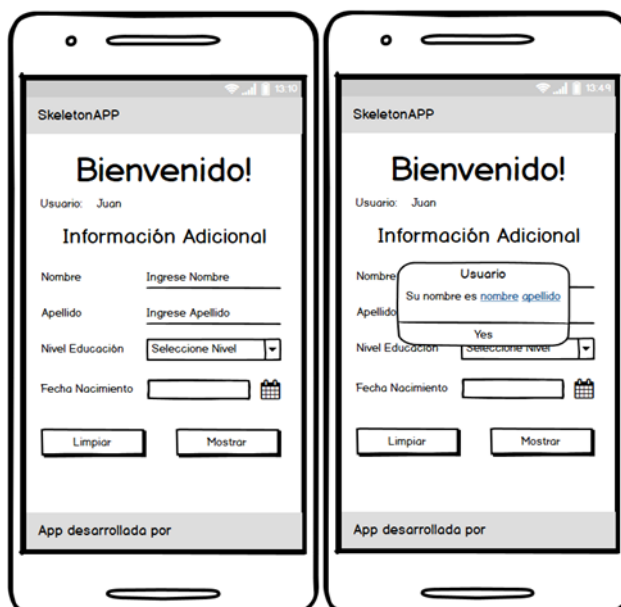 13:10
SkeletonAPP
Bienvenido!
Usuario: Juan
Información Adicional
Nombre Ingrese Nombre
Apellido Ingrese Apellido
Nivel Educación Seleccione Nivel
Fecha Nacimiento
Limpiar Mostrar
App desarrollada por
13:49
SkeletonAPP
Bienvenido!
Usuario: Juan
Información Adicional
Nombre
Usuario
Su nombre es nombre apellido
Apellido
Yes
Nivel Educación Seleccione Nivel
Fecha Nacimiento
Limpiar Mostrar
App desarrollada por